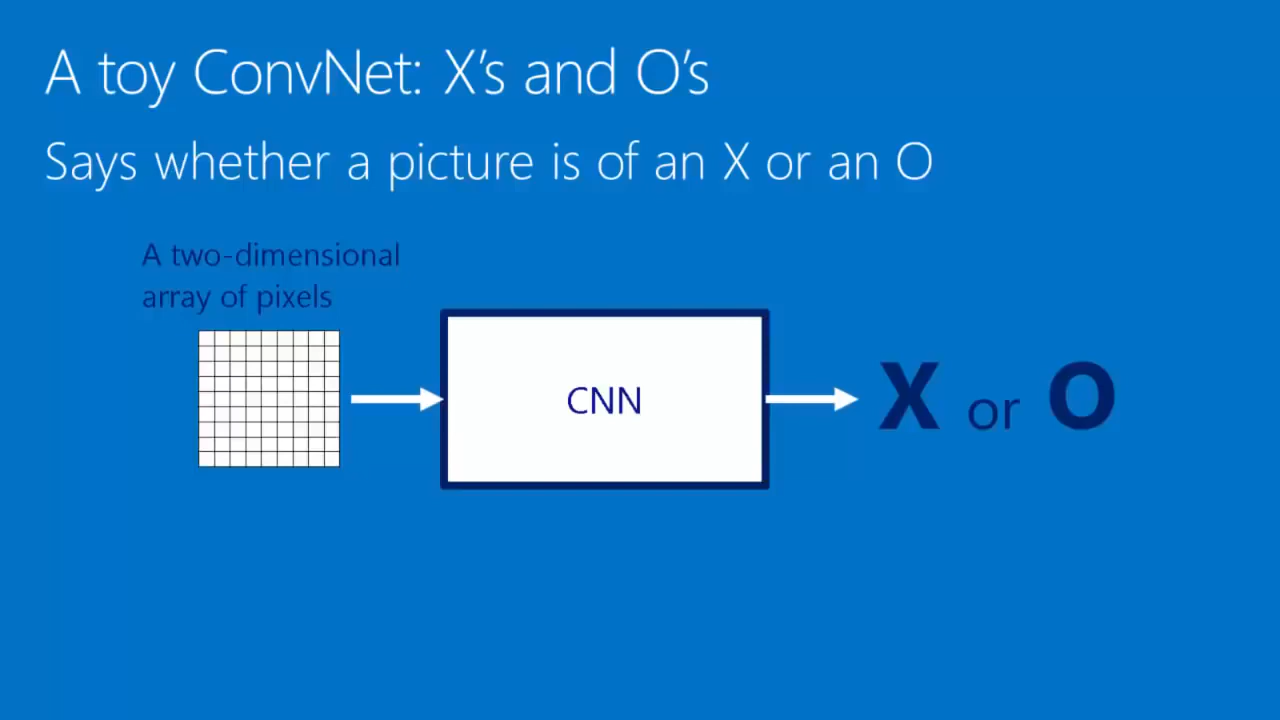 A toy ConvNet: X’s and O’s
Says whether a picture is of an X or an O
A two-dimensional
array of pixels
CNN
X or O